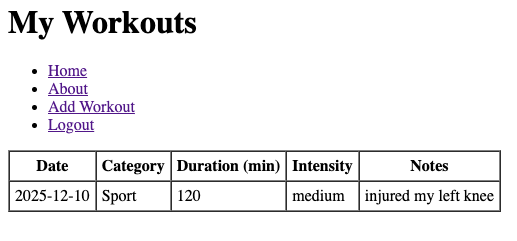 My Workouts
Home
About
Add Workout
Logout
Date Category Duration (min) Intensity Notes
2025-12-10 Sport 120 medium injured my left knee